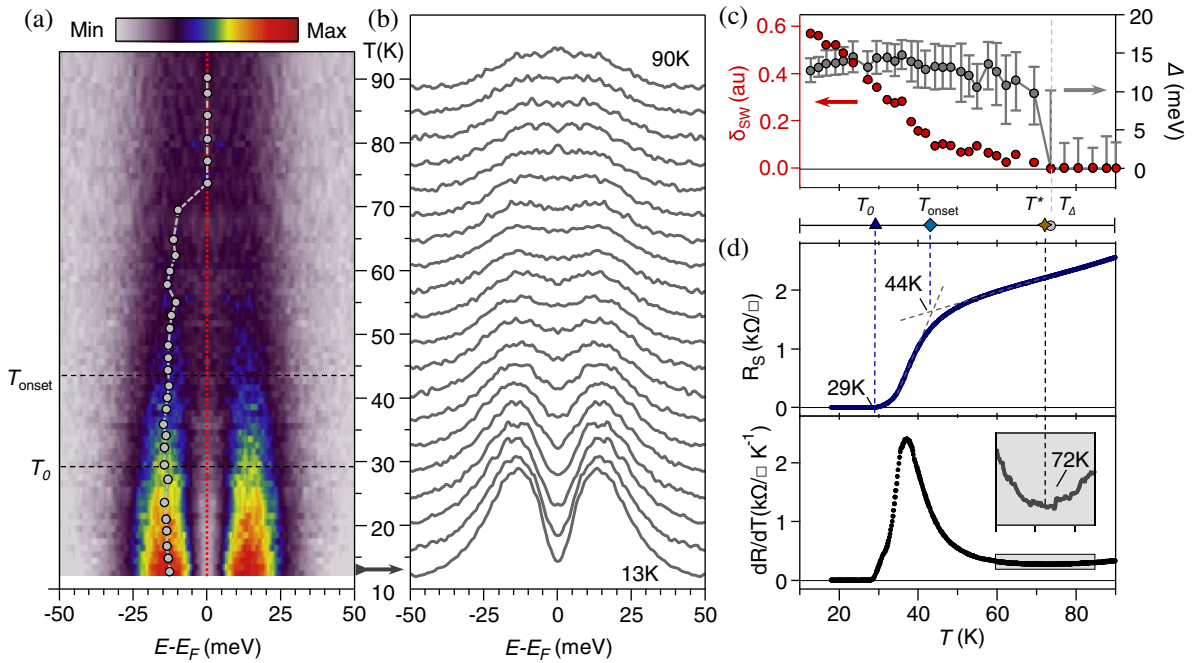 (a)
Min
Max
T(K)
90
80
70
60
50
40
30
20
10
T_onset
T_0
-50
-25
0
25
50
E-E_F (meV)
(b)
90K
13K
-50
-25
0
25
50
E-E_F (meV)
(c)
δ_SW (au)
0.6
0.4
0.2
0.0
20
15
10
5
0
Δ (meV)
T_0
T_onset
T*
T_Δ
(d)
R_S (kΩ/□)
2
1
0
44K
29K
dR/dT(kΩ/□ K⁻¹)
2
1
0
72K
20
40
60
80
T (K)